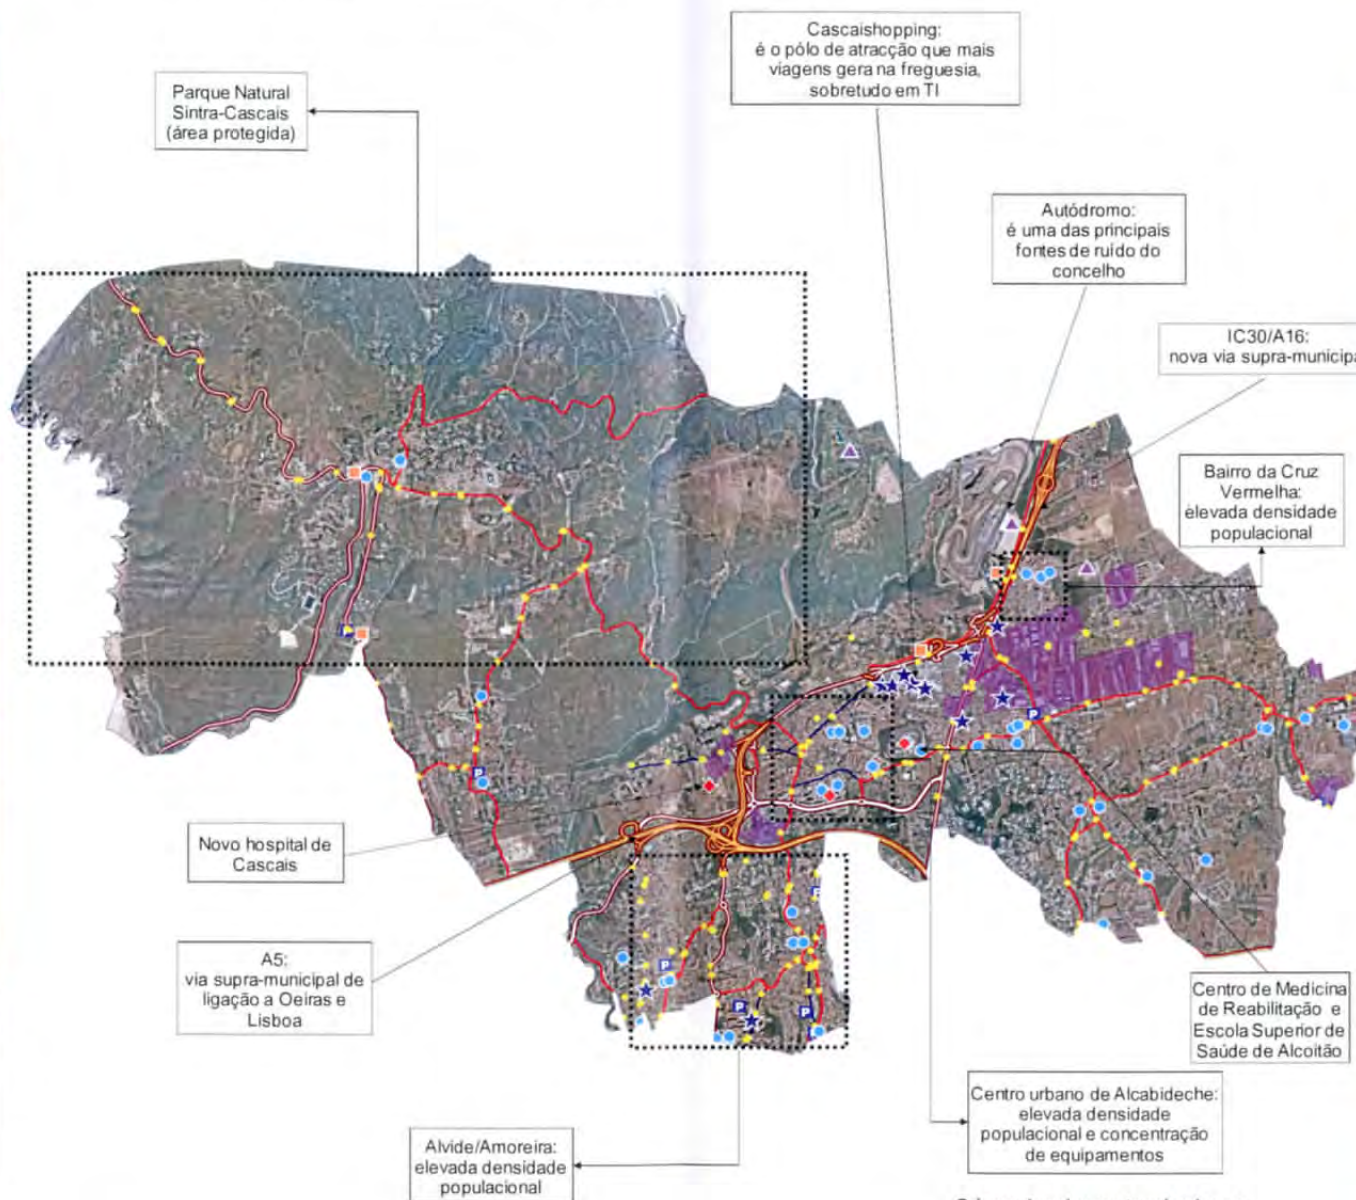 Cascaishopping:
é o pólo de atracção que mais
viagens gera na freguesia,
sobretudo em TI
Parque Natural
Sintra-Cascais
(área protegida)
Autódromo:
é uma das principais
fontes de ruído do
concelho
IC30/A16:
nova via supra-municipa
Bairro da Cruz
Vermelha:
elevada densidade
populacional
P
P
P
Novo hospital de
Cascais
P
P
P
P
A5:
via supra-municipal de
ligação a Oeiras e
Lisboa
Centro de Medicina
de Reabilitação e
Escola Superior de
Saúde de Alcoitão
Centro urbano de Alcabideche:
elevada densidade
populacional e concentração
de equipamentos
Alvide/Amoreira:
elevada densidade
populacional